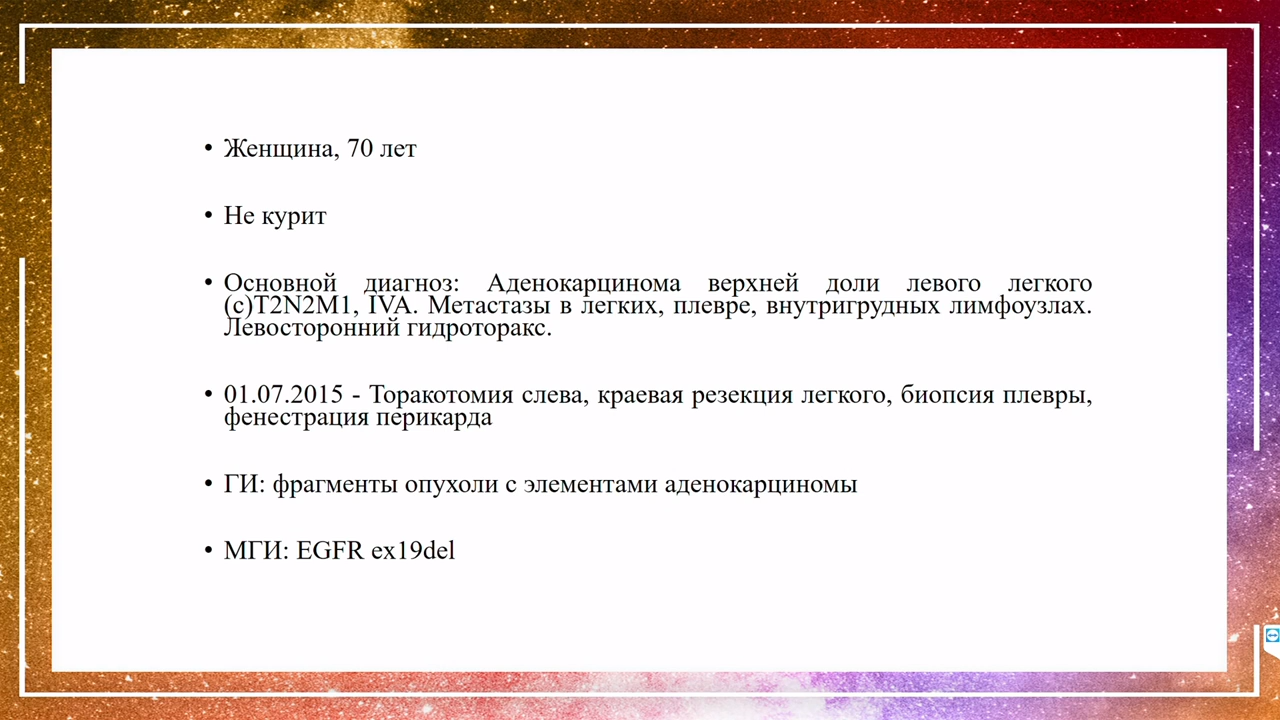 • Женщина, 70 лет
• Не курит
• Основной диагноз: Аденокарцинома верхней доли левого легкого
(с)T2N2M1, IVA. Метастазы в легких, плевре, внутригрудных лимфоузлах.
Левосторонний гидроторакс.
• 01.07.2015 - Торакотомия слева, краевая резекция легкого, биопсия плевры,
фенестрация перикарда
• ГИ: фрагменты опухоли с элементами аденокарциномы
• МГИ: EGFR ex19del